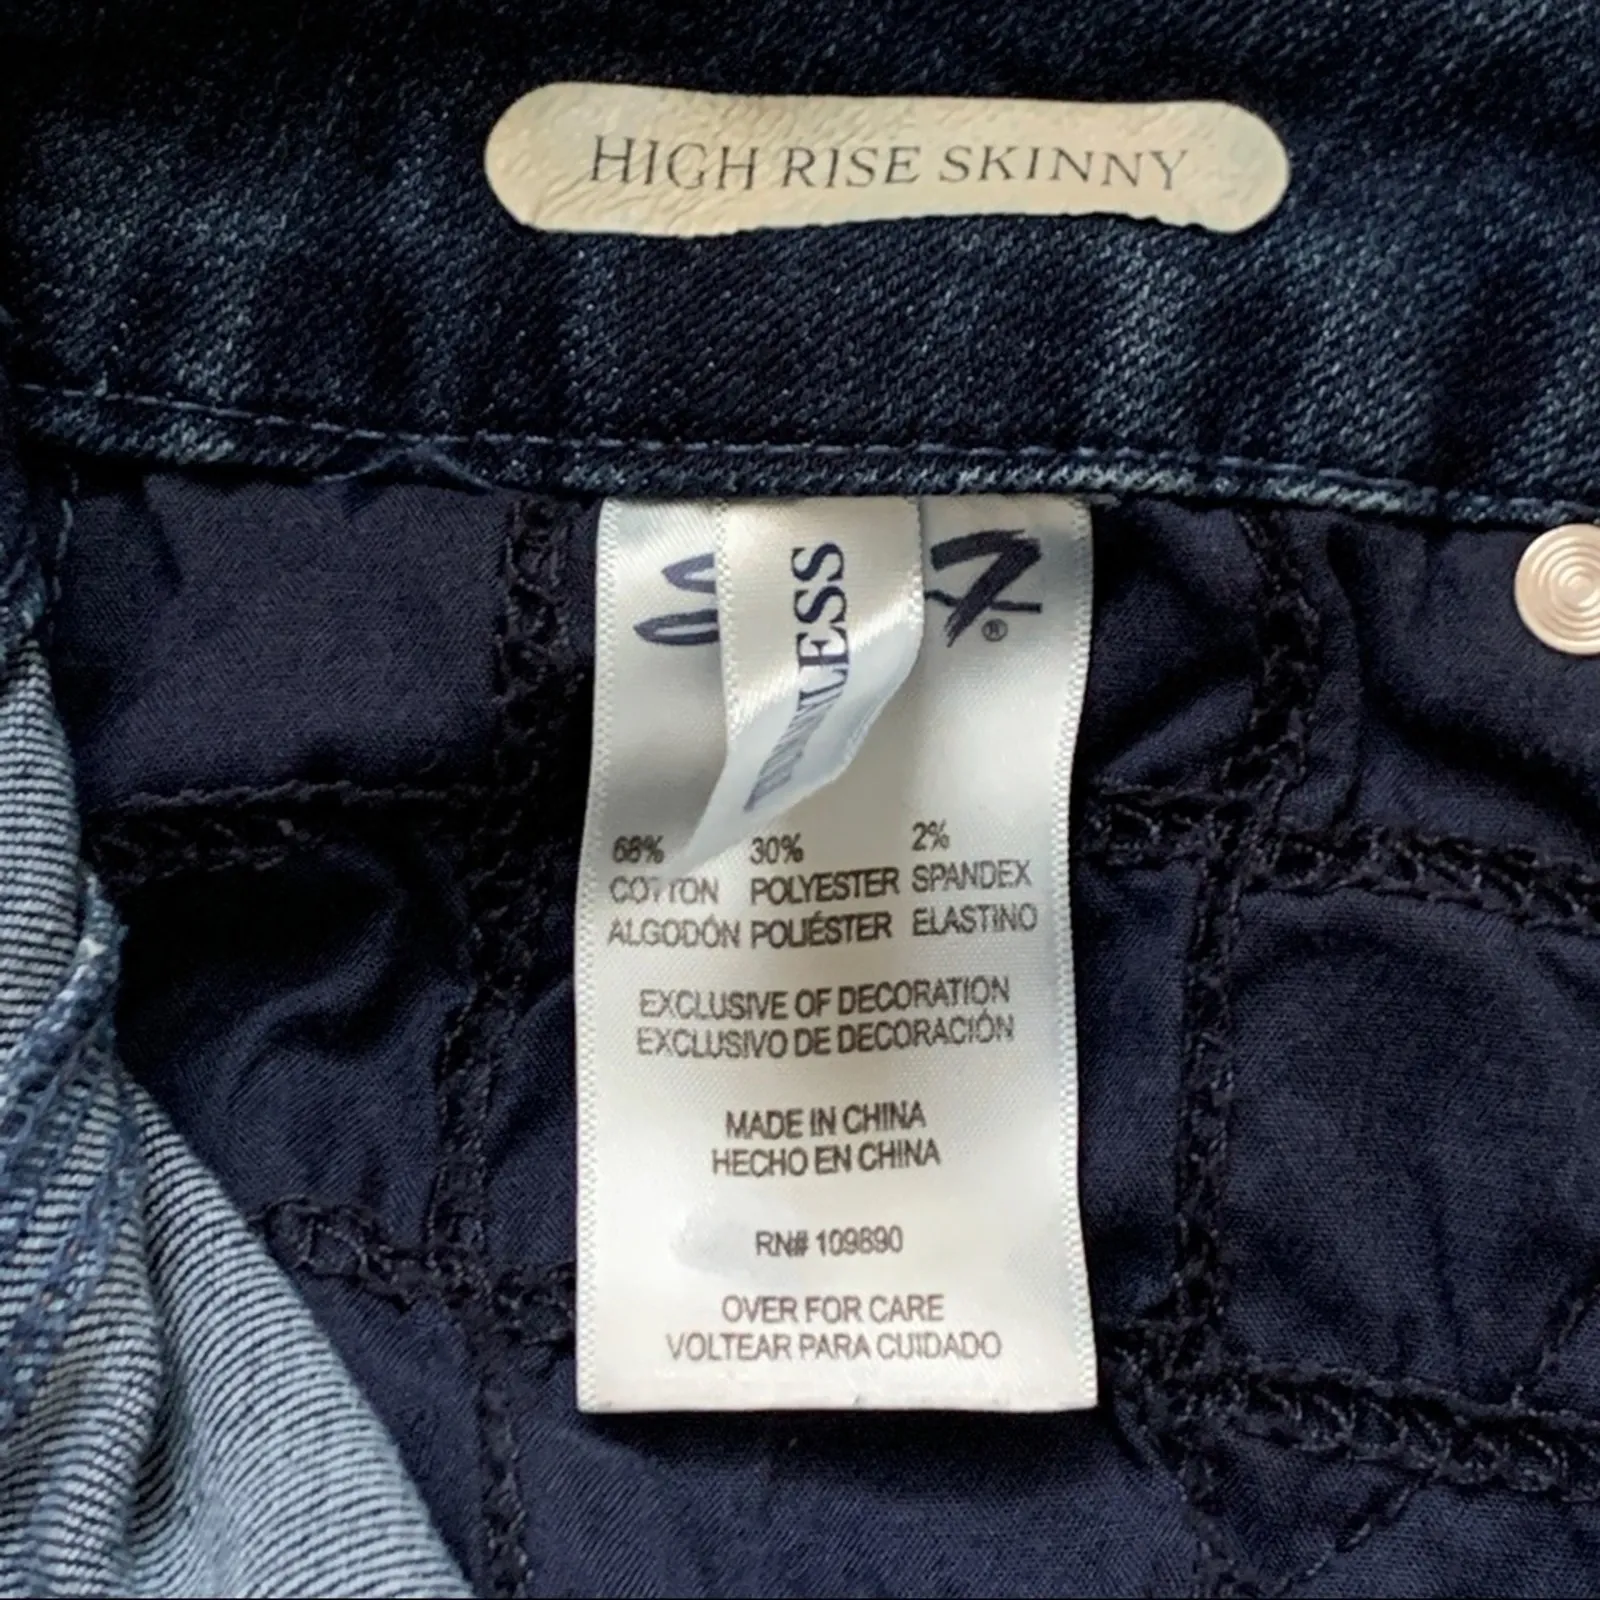 HIGH RISE SKINNY
68% 30% 2%
COTTON POLYESTER SPANDEX
ALGODÓN POLIÉSTER ELASTINO
EXCLUSIVE OF DECORATION
EXCLUSIVO DE DECORACIÓN
MADE IN CHINA
HECHO EN CHINA
RN# 109890
OVER FOR CARE
VOLTEAR PARA CUIDADO